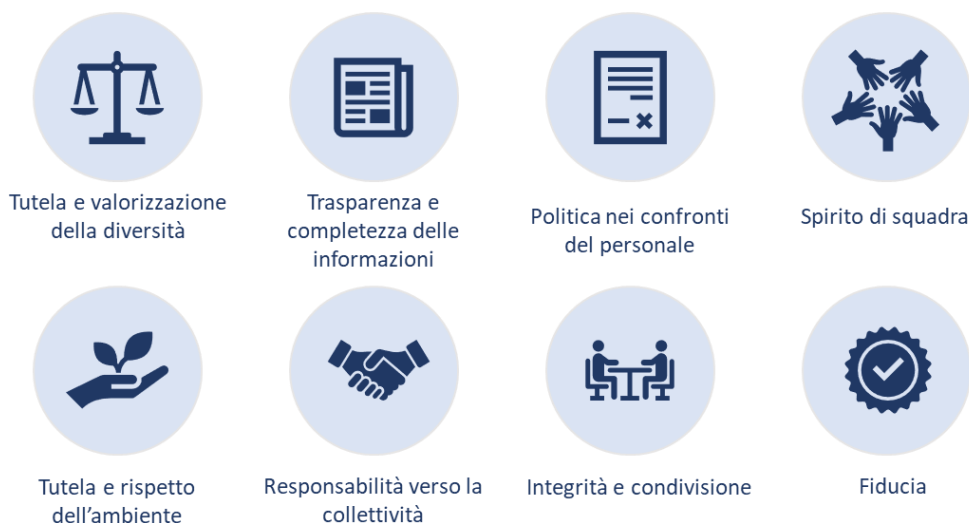 Tutela e valorizzazione
della diversità
Trasparenza e
completezza delle
informazioni
Politica nei confronti
del personale
Spirito di squadra
Tutela e rispetto
dell’ambiente
Responsabilità verso la
collettività
Integrità e condivisione
Fiducia